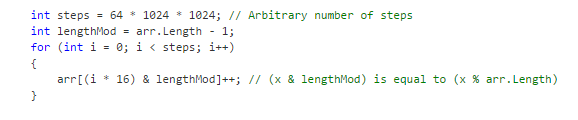 int steps = 64 * 1024 * 1024; // Arbitrary number of steps
int lengthMod = arr.Length - 1;
for (int i = 0; i < steps; i++)
{
    arr[(i * 16) & lengthMod]++; // (x & lengthMod) is equal to (x % arr.Length)
}